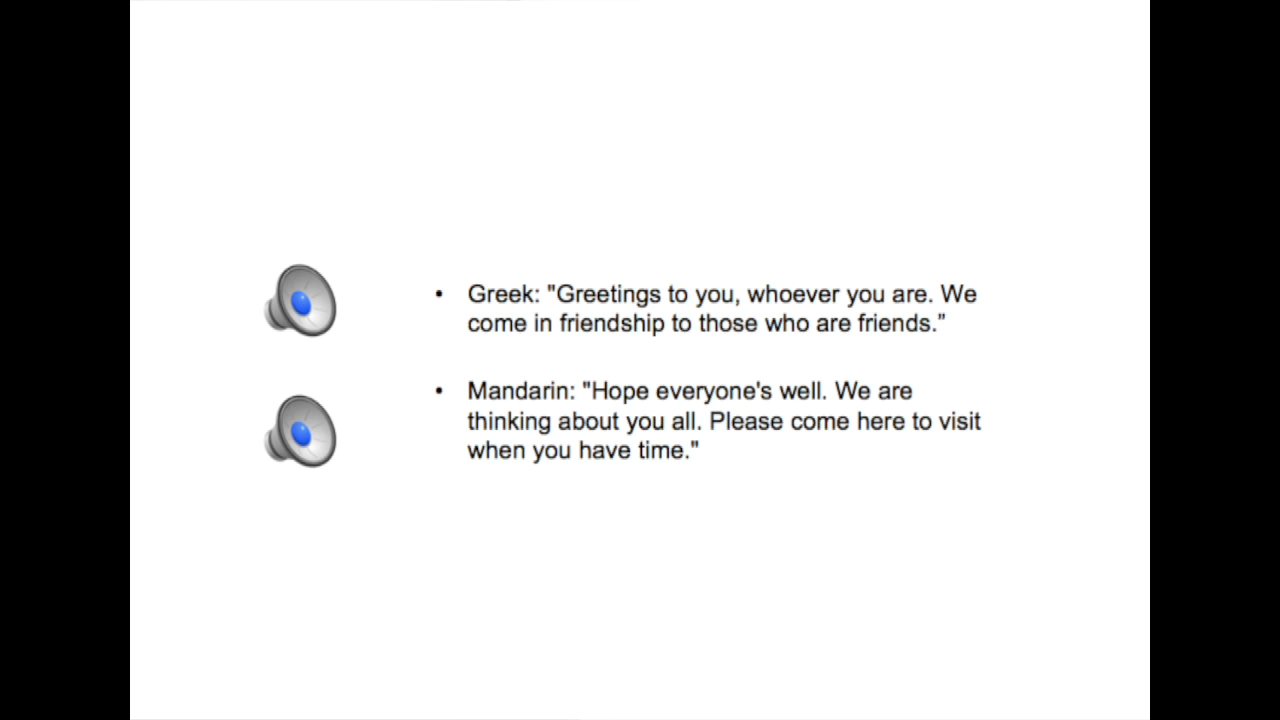 • Greek: "Greetings to you, whoever you are. We
come in friendship to those who are friends.”
• Mandarin: "Hope everyone's well. We are
thinking about you all. Please come here to visit
when you have time."